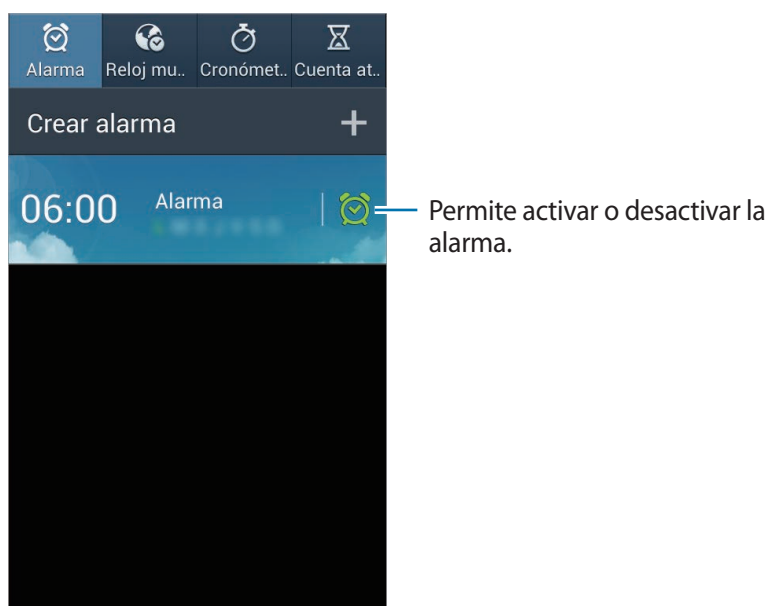 Alarma Reloj mu.. Cronómet.. Cuenta at..
Crear alarma
06:00 Alarma
Permite activar o desactivar la
alarma.